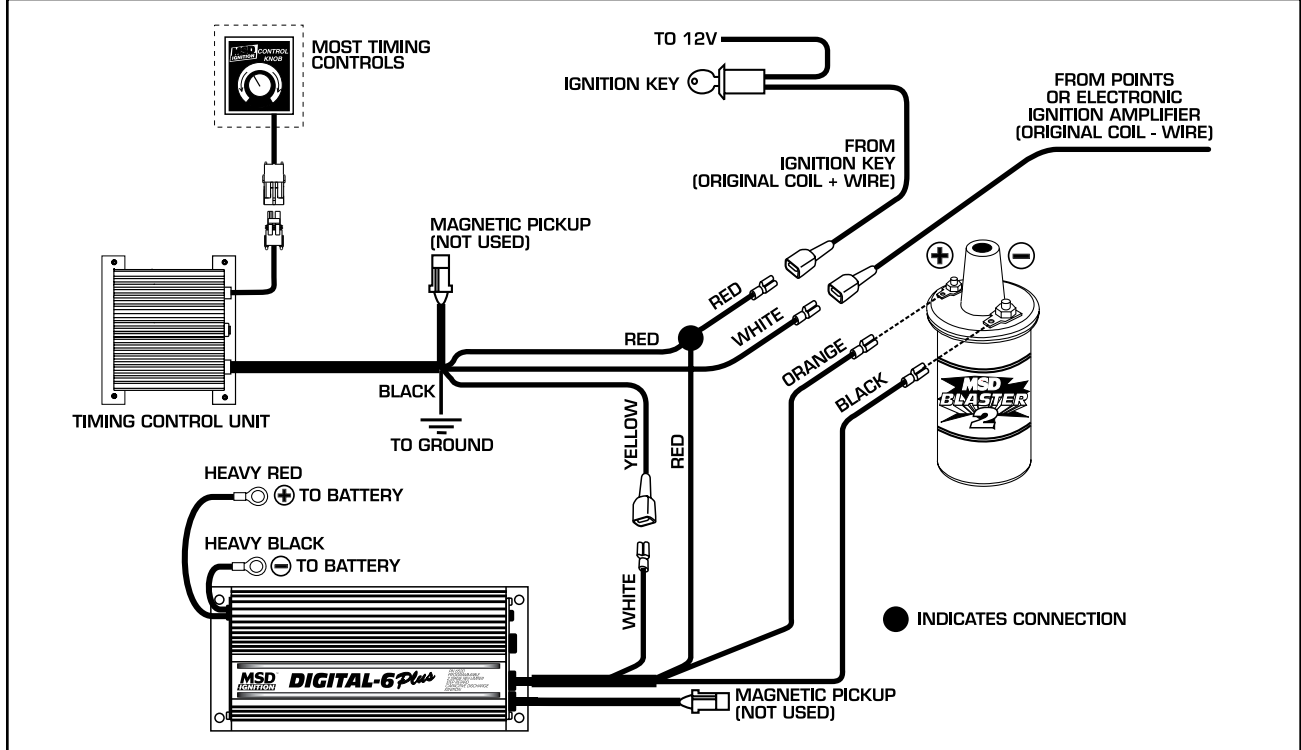 MSD
IGNITION
CONTROL
KNOB
MOST TIMING
CONTROLS
TO 12V
IGNITION KEY
FROM POINTS
OR ELECTRONIC
IGNITION AMPLIFIER
(ORIGINAL COIL - WIRE)
FROM
IGNITION KEY
(ORIGINAL COIL + WIRE)
MAGNETIC PICKUP
(NOT USED)
+
-
RED
WHITE
RED
ORANGE
BLACK
MSD
BLASTER
2
BLACK
TIMING CONTROL UNIT
TO GROUND
YELLOW
RED
HEAVY RED
+ TO BATTERY
HEAVY BLACK
- TO BATTERY
WHITE
INDICATES CONNECTION
MSD
IGNITION
DIGITAL-6 Plus
MAGNETIC PICKUP
(NOT USED)